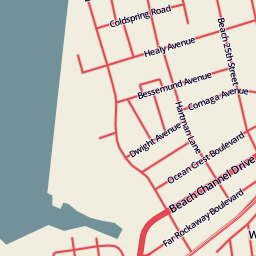 Coldspring Road
Beach 25th Street
Healy Avenue
Bessemund Avenue
Cornaga Avenue
Hartman Lane
Dwight Avenue
Ocean Crest Boulevard
Beach Channel Drive
Far Rockaway Boulevard
W